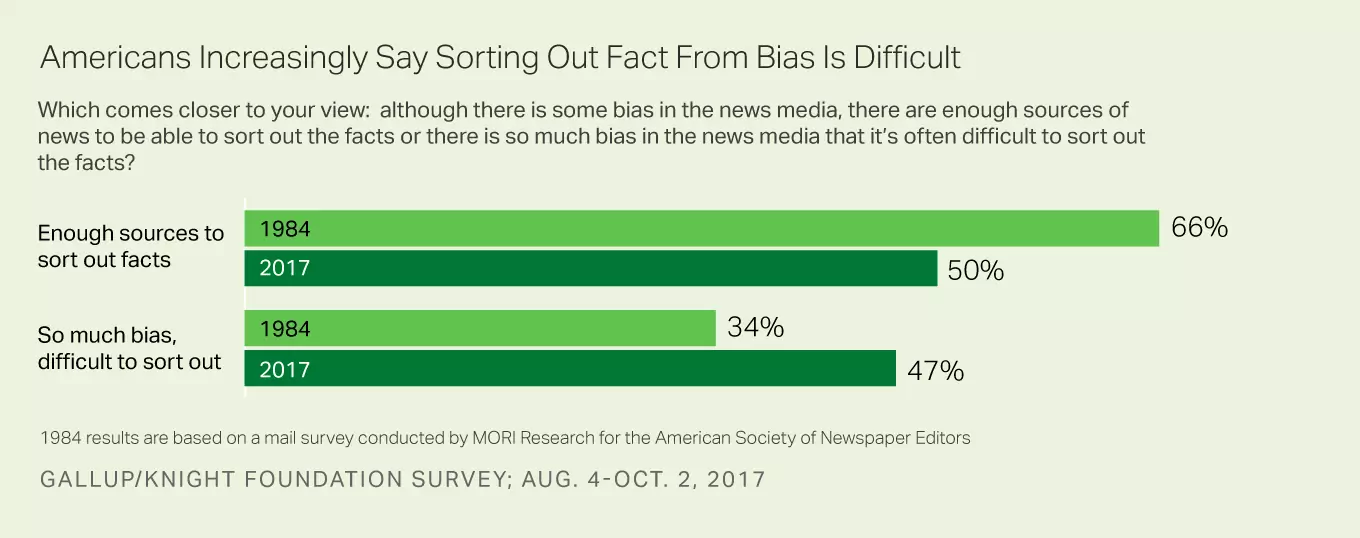 Americans Increasingly Say Sorting Out Fact From Bias Is Difficult
Which comes closer to your view:  although there is some bias in the news media, there are enough sources of
news to be able to sort out the facts or there is so much bias in the news media that it’s often difficult to sort out
the facts?
Enough sources to
sort out facts
1984
66%
2017
50%
So much bias,
difficult to sort out
1984
34%
2017
47%
1984 results are based on a mail survey conducted by MORI Research for the American Society of Newspaper Editors
GALLUP/KNIGHT FOUNDATION SURVEY; AUG. 4-OCT. 2, 2017